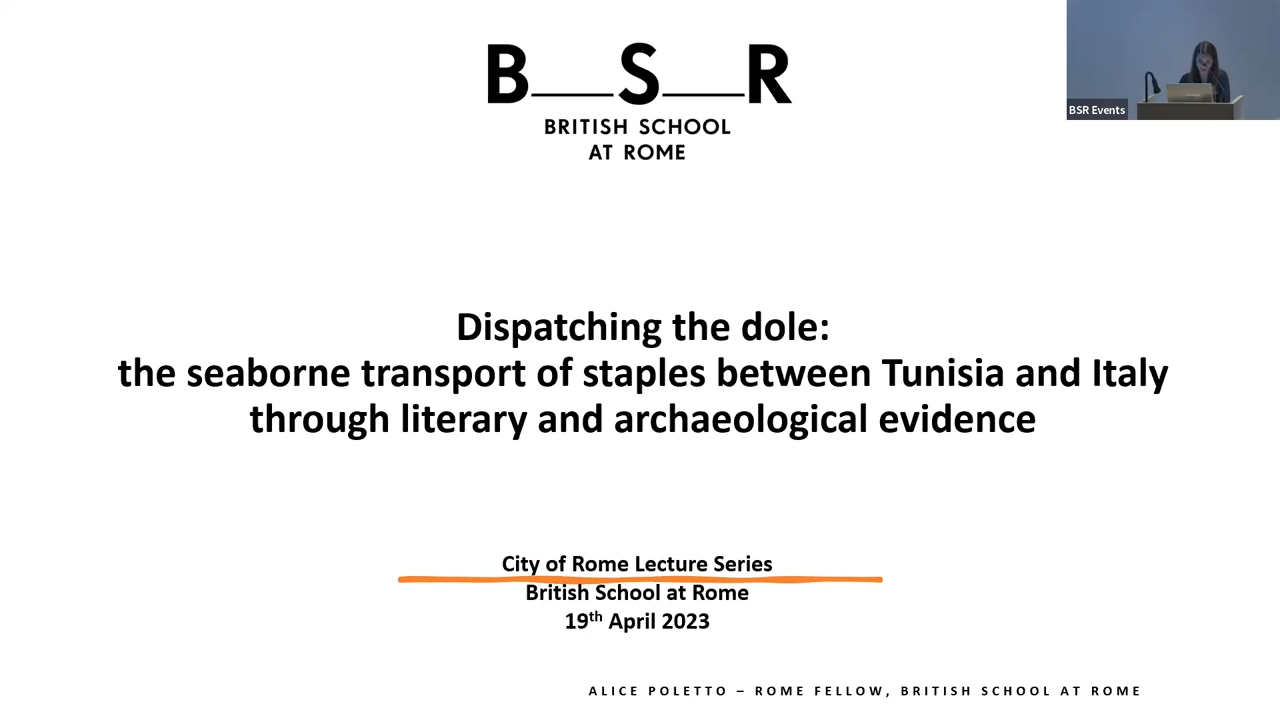 B__S__R
BRITISH SCHOOL
AT ROME
BSR Events
Dispatching the dole:
the seaborne transport of staples between Tunisia and Italy
through literary and archaeological evidence
City of Rome Lecture Series
British School at Rome
19th April 2023
ALICE POLETTO – ROME FELLOW, BRITISH SCHOOL AT ROME